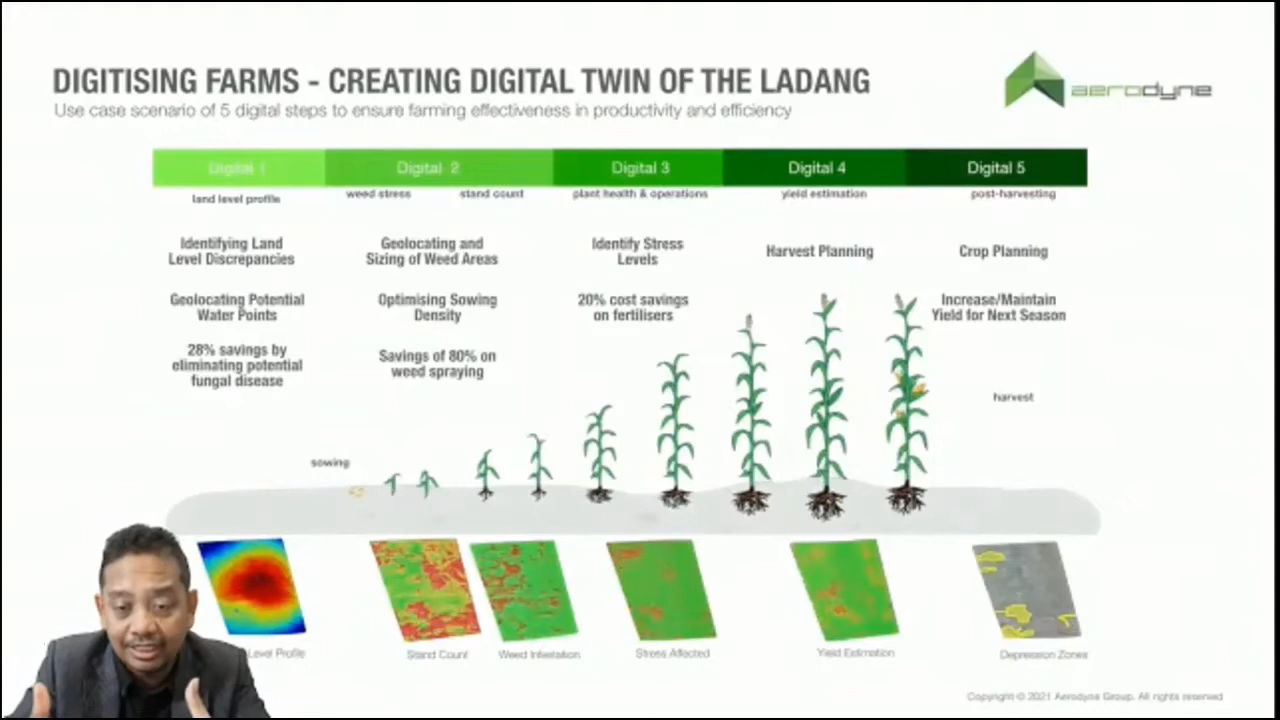 DIGITISING FARMS - CREATING DIGITAL TWIN OF THE LADANG
Use case scenario of 5 digital steps to ensure farming effectiveness in productivity and efficiency
aerodyne
Digital 1
Digital 2
Digital 3
Digital 4
Digital 5
land level profile
weed stress
stand count
plant health & operations
yield estimation
post-harvesting
Identifying Land
Level Discrepancies
Geolocating Potential
Water Points
28% savings by
eliminating potential
fungal disease
Geolocating and
Sizing of Weed Areas
Optimising Sowing
Density
Savings of 80% on
weed spraying
Identify Stress
Levels
20% cost savings
on fertilisers
Harvest Planning
Crop Planning
Increase/Maintain
Yield for Next Season
harvest
sowing
Level Profile
Stand Count
Weed Infestation
Stress Affected
Yield Estimation
Depression Zones
Copyright © 2021 Aerodyne Group. All rights reserved